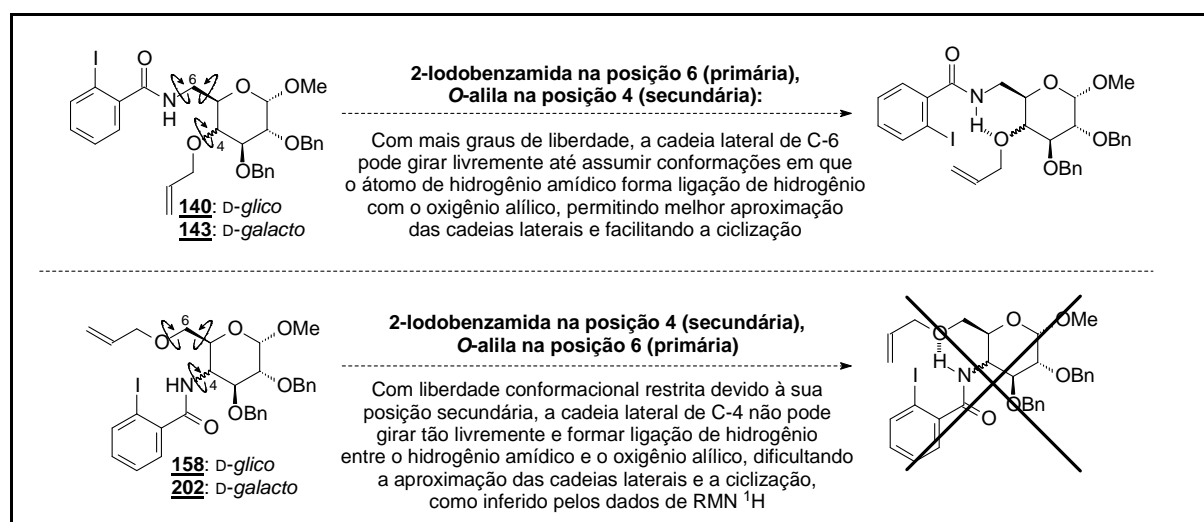 I
O
6
N
H
4
O
O
OMe
OBn
OBn
140: D-glico
143: D-galacto
2-Iodobenzamida na posição 6 (primária),
O-alila na posição 4 (secundária):
Com mais graus de liberdade, a cadeia lateral de C-6
pode girar livremente até assumir conformações em que
o átomo de hidrogênio amídico forma ligação de hidrogênio
com o oxigênio alílico, permitindo melhor aproximação
das cadeias laterais e facilitando a ciclização
O
N
H
I
O
O
OMe
OBn
OBn
6
O
O
OMe
HN
4
I
O
OBn
OBn
158: D-glico
202: D-galacto
2-Iodobenzamida na posição 4 (secundária),
O-alila na posição 6 (primária)
Com liberdade conformacional restrita devido à sua
posição secundária, a cadeia lateral de C-4 não pode
girar tão livremente e formar ligação de hidrogênio
entre o hidrogênio amídico e o oxigênio alílico, dificultando
a aproximação das cadeias laterais e a ciclização,
como inferido pelos dados de RMN ¹H
O
O
OMe
H
N
I
O
OBn
OBn